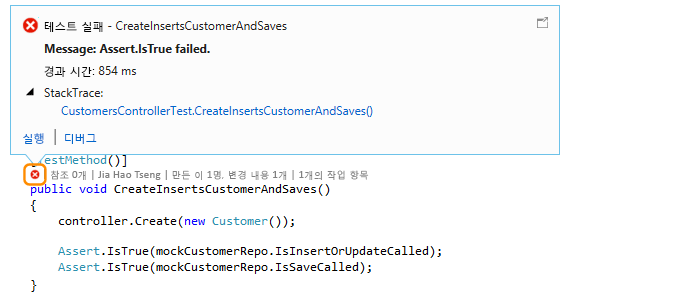 테스트 실패 - CreateInsertsCustomerAndSaves
Message: Assert.IsTrue failed.
경과 시간: 854 ms
StackTrace:
CustomersControllerTest.CreateInsertsCustomerAndSaves()
실행 | 디버그
estMethod()]
참조 0개 | Jia Hao Tseng | 만든 이 1명, 변경 내용 1개 | 1개의 작업 항목
public void CreateInsertsCustomerAndSaves()
{
controller.Create(new Customer());
Assert.IsTrue(mockCustomerRepo.IsInsertOrUpdateCalled);
Assert.IsTrue(mockCustomerRepo.IsSaveCalled);
}